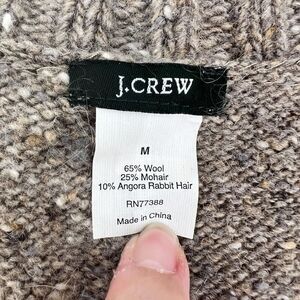 J.CREW
M
65% Wool
25% Mohair
10% Angora Rabbit Hair
RN77388
Made in China